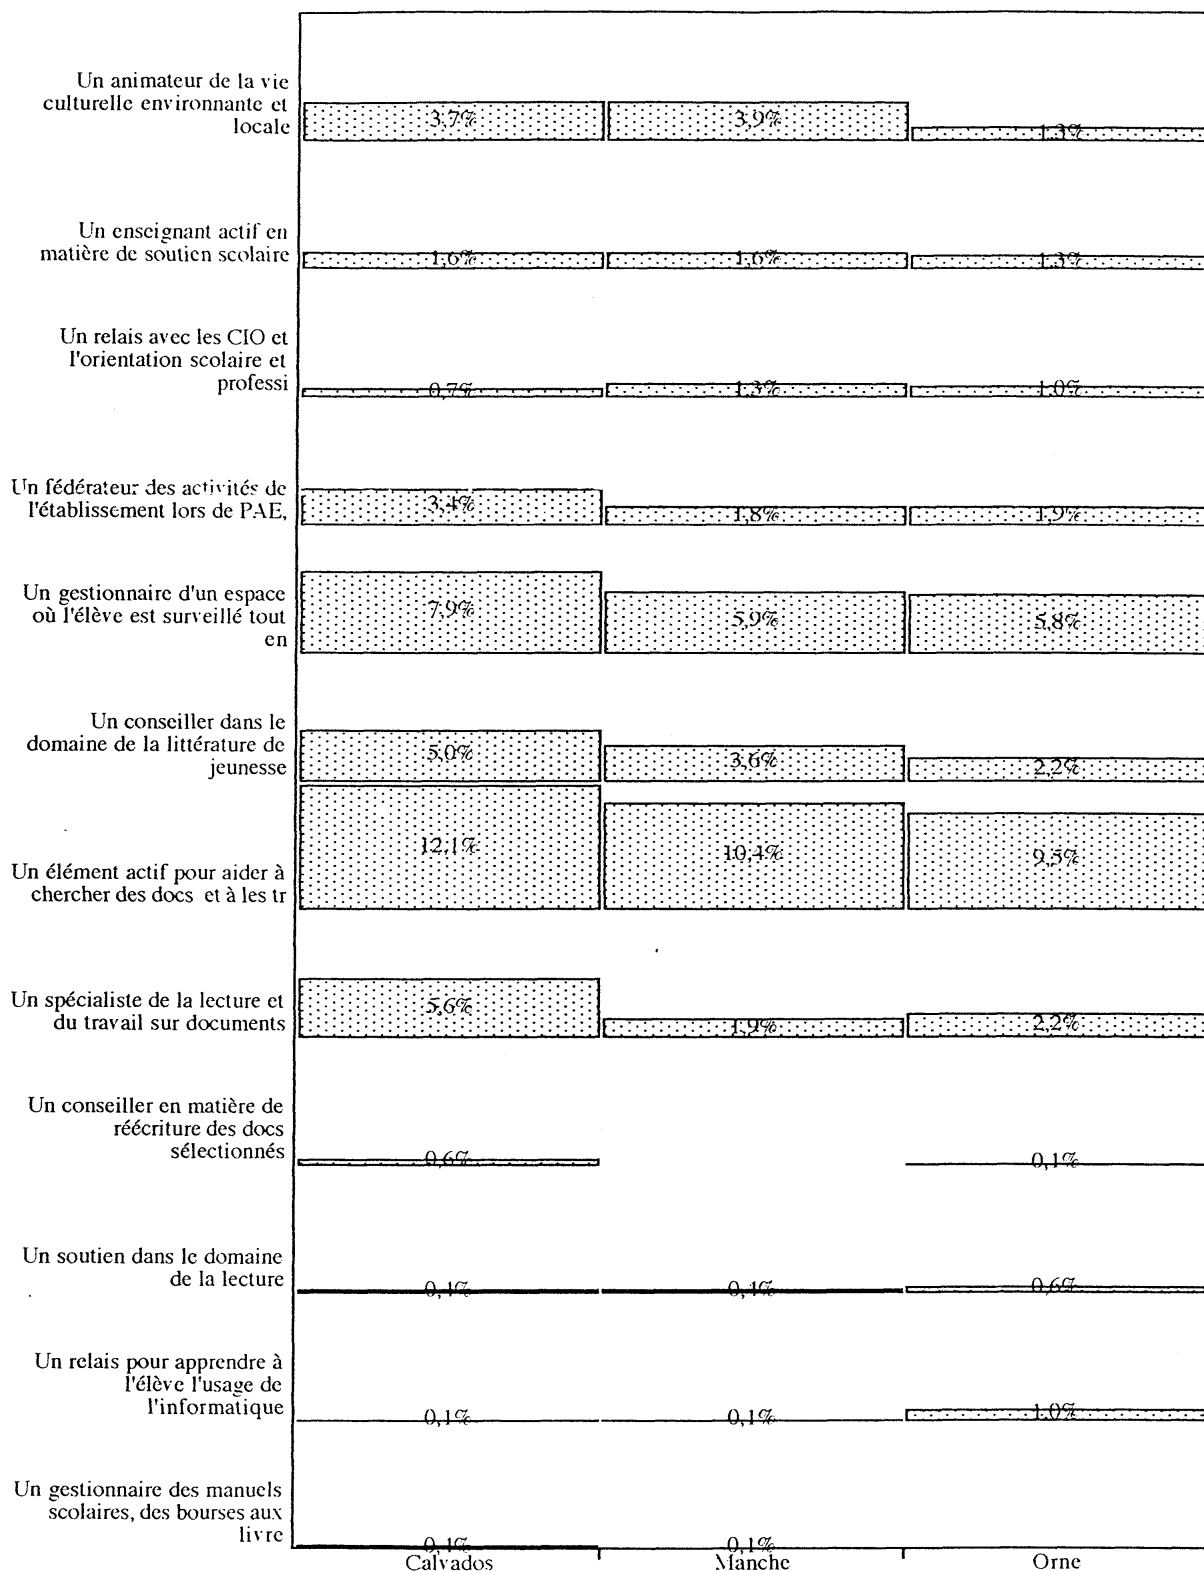 Un animateur de la vie
culturelle environnante et
locale
3,7%
3,9%
1,3%
Un enseignant actif en
matière de soutien scolaire
1,6%
1,6%
1,3%
Un relais avec les CIO et
l'orientation scolaire et
professi
0,7%
1,3%
1,0%
Un fédérateur des activités de
l'établissement lors de PAE,
3,4%
1,8%
1,9%
Un gestionnaire d'un espace
où l'élève est surveillé tout
en
7,9%
5,9%
5,8%
Un conseiller dans le
domaine de la littérature de
jeunesse
5,0%
3,6%
2,2%
Un élément actif pour aider à
chercher des docs et à les tr
12,1%
10,4%
9,5%
Un spécialiste de la lecture et
du travail sur documents
5,6%
1,9%
2,2%
Un conseiller en matière de
réécriture des docs
sélectionnés
0,6%
0,1%
Un soutien dans le domaine
de la lecture
0,6%
Un relais pour apprendre à
l'élève l'usage de
l'informatique
0,1%
0,1%
1,0%
Un gestionnaire des manuels
scolaires, des bourses aux
livre
0,1%
Calvados
Manche
Orne